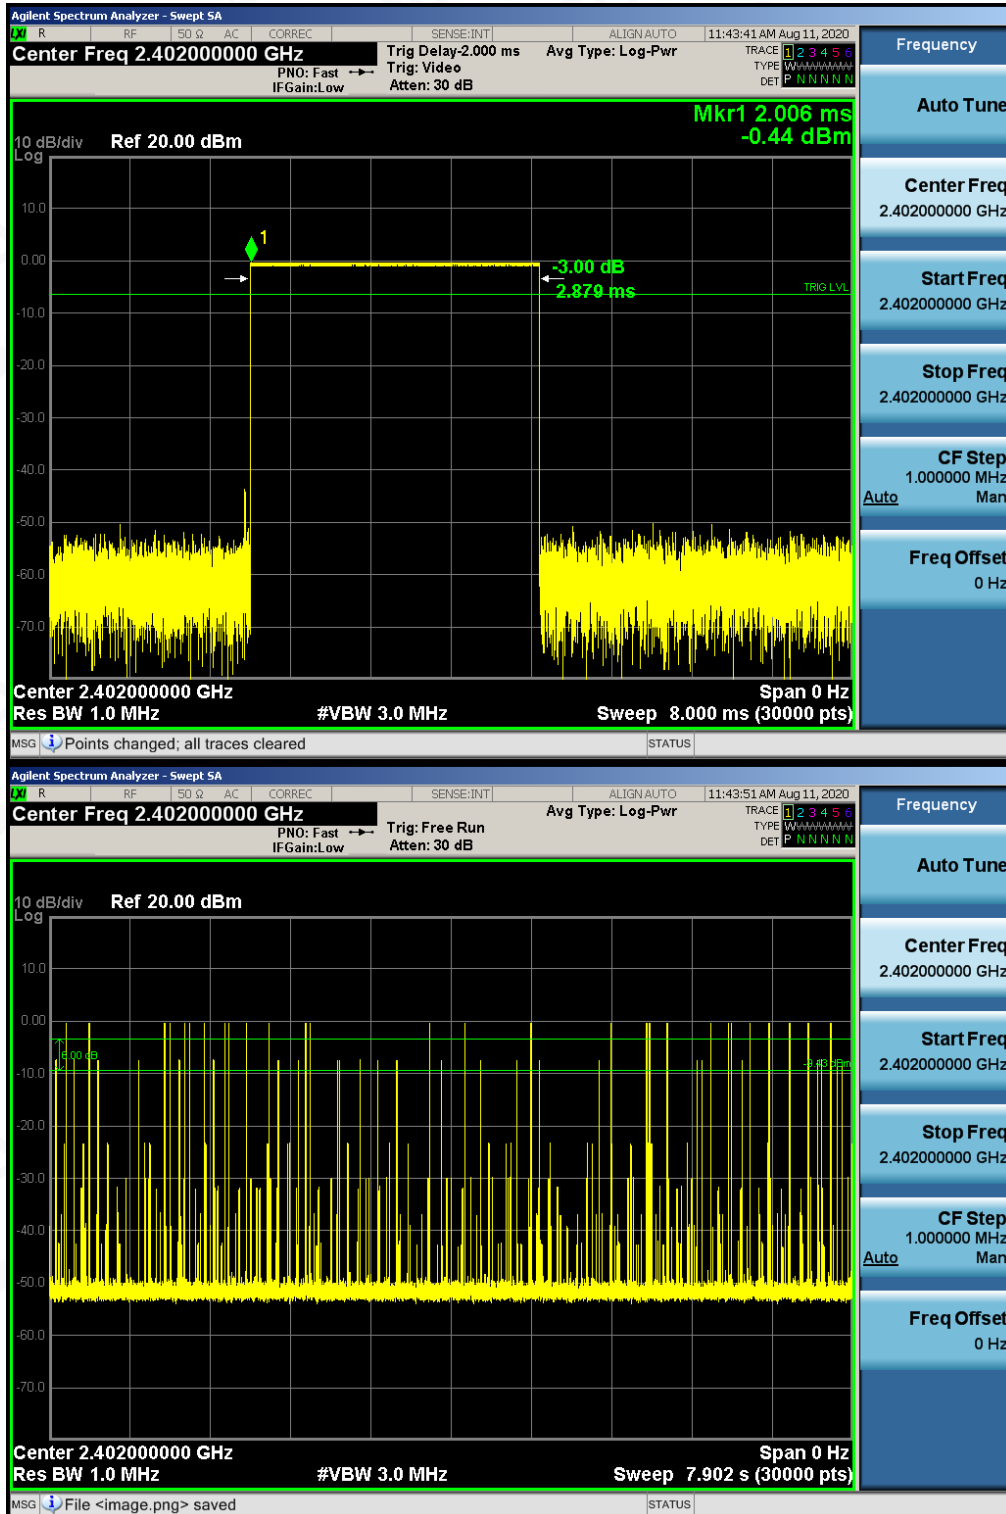 Agilent Spectrum Analyzer - Swept SA
LXI R RF 50 Ω AC CORREC SENSE:INT ALIGN AUTO 11:43:41 AM Aug 11, 2020
Center Freq 2.402000000 GHz
PNO: Fast
IFGain:Low
Trig Delay-2.000 ms
Trig: Video
Atten: 30 dB
Avg Type: Log-Pwr
TRACE 1 2 3 4 5 6
TYPE WWWWWW
DET P N N N N N
Mkr1 2.006 ms
-0.44 dBm
10 dB/div
Log
Ref 20.00 dBm
10.0
1
0.00
-3.00 dB
2.879 ms
TRIG LVL
-10.0
-20.0
-30.0
-40.0
-50.0
-60.0
-70.0
Center 2.402000000 GHz
Span 0 Hz
Res BW 1.0 MHz
#VBW 3.0 MHz
Sweep 8.000 ms (30000 pts)
MSG Points changed; all traces cleared
STATUS
Frequency
Auto Tune
Center Freq
2.402000000 GHz
Start Freq
2.402000000 GHz
Stop Freq
2.402000000 GHz
CF Step
1.000000 MHz
Auto Man
Freq Offset
0 Hz
Agilent Spectrum Analyzer - Swept SA
LXI R RF 50 Ω AC CORREC SENSE:INT ALIGN AUTO 11:43:51 AM Aug 11, 2020
Center Freq 2.402000000 GHz
PNO: Fast
IFGain:Low
Trig: Free Run
Atten: 30 dB
Avg Type: Log-Pwr
TRACE 1 2 3 4 5 6
TYPE WWWWWW
DET P N N N N N
10 dB/div
Log
Ref 20.00 dBm
10.0
0.00
6.00 dB
-9.43 dBm
-10.0
-20.0
-30.0
-40.0
-50.0
-60.0
-70.0
Center 2.402000000 GHz
Span 0 Hz
Res BW 1.0 MHz
#VBW 3.0 MHz
Sweep 7.902 s (30000 pts)
MSG File <image.png> saved
STATUS
Frequency
Auto Tune
Center Freq
2.402000000 GHz
Start Freq
2.402000000 GHz
Stop Freq
2.402000000 GHz
CF Step
1.000000 MHz
Auto Man
Freq Offset
0 Hz